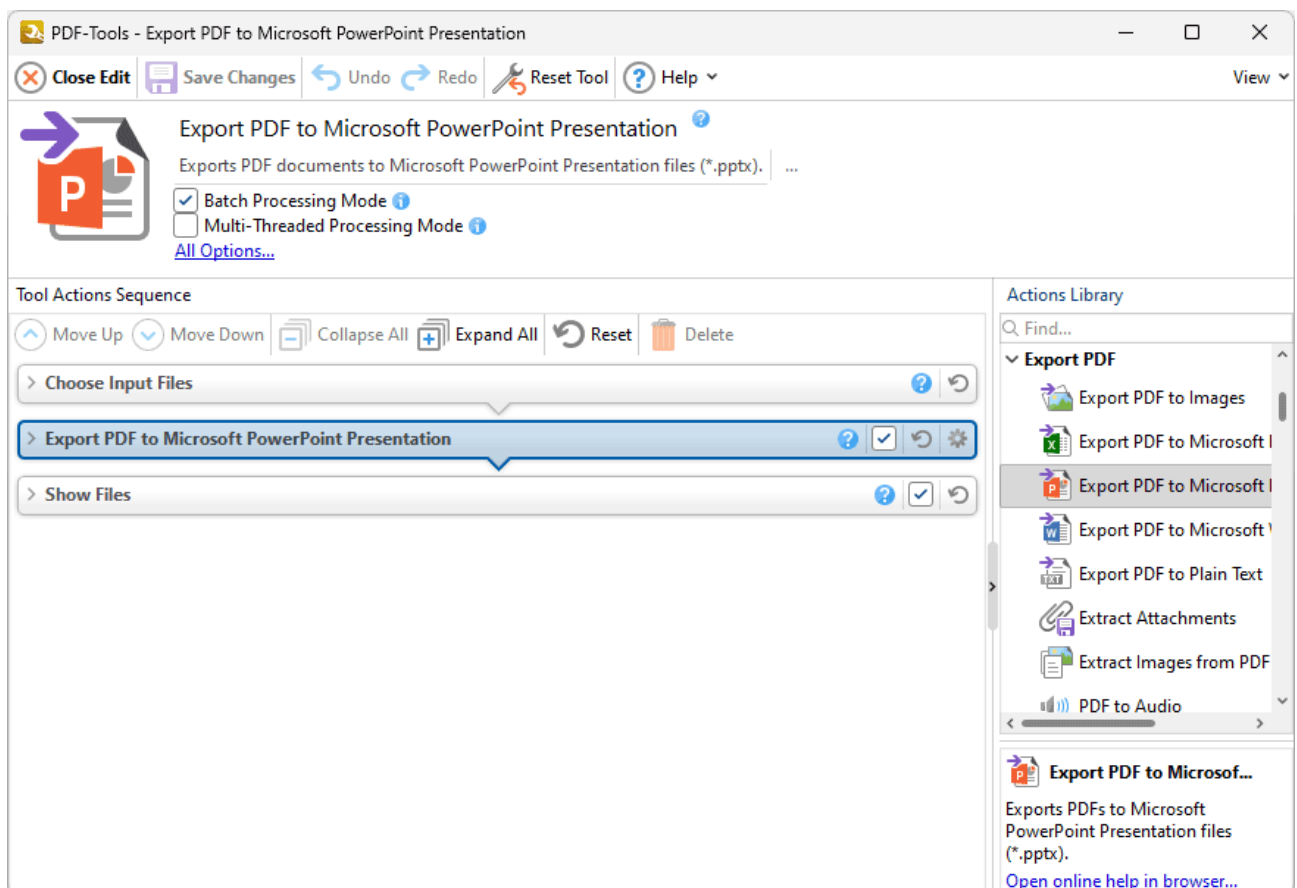 PDF-Tools - Export PDF to Microsoft PowerPoint Presentation
Close Edit Save Changes Undo Redo Reset Tool ? Help View
Export PDF to Microsoft PowerPoint Presentation ?
Exports PDF documents to Microsoft PowerPoint Presentation files (*.pptx). ...
P
Batch Processing Mode i
Multi-Threaded Processing Mode i
All Options...
Tool Actions Sequence
Move Up Move Down Collapse All Expand All Reset Delete
Choose Input Files ?
Export PDF to Microsoft PowerPoint Presentation ?
Show Files ?
Actions Library
Find...
Export PDF
Export PDF to Images
X Export PDF to Microsoft
P Export PDF to Microsoft
W Export PDF to Microsoft
TXT Export PDF to Plain Text
Extract Attachments
Extract Images from PDF
PDF to Audio
P Export PDF to Microsof...
Exports PDFs to Microsoft
PowerPoint Presentation files
(*.pptx).
Open online help in browser...